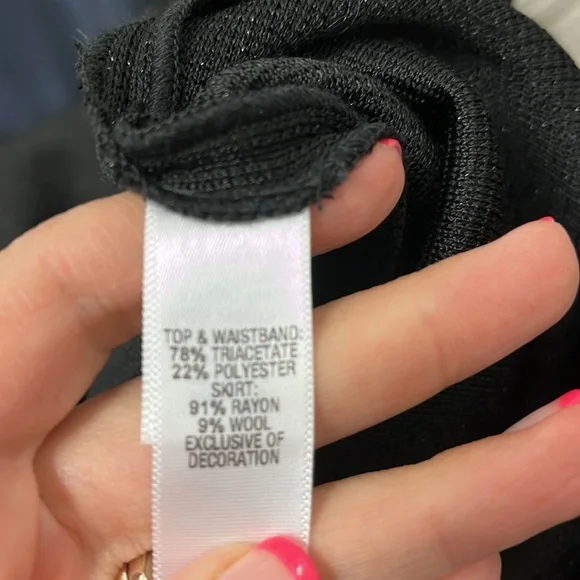 TOP & WAISTBAND:
78% TRIACETATE
22% POLYESTER
SKIRT:
91% RAYON
9% WOOL
EXCLUSIVE OF
DECORATION